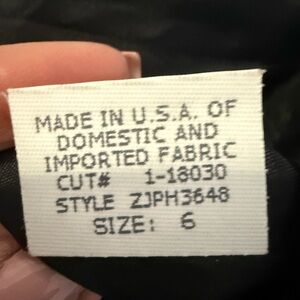 MADE IN U.S.A. OF
DOMESTIC AND
IMPORTED FABRIC
CUT# 1-18030
STYLE ZJPH3648
SIZE: 6